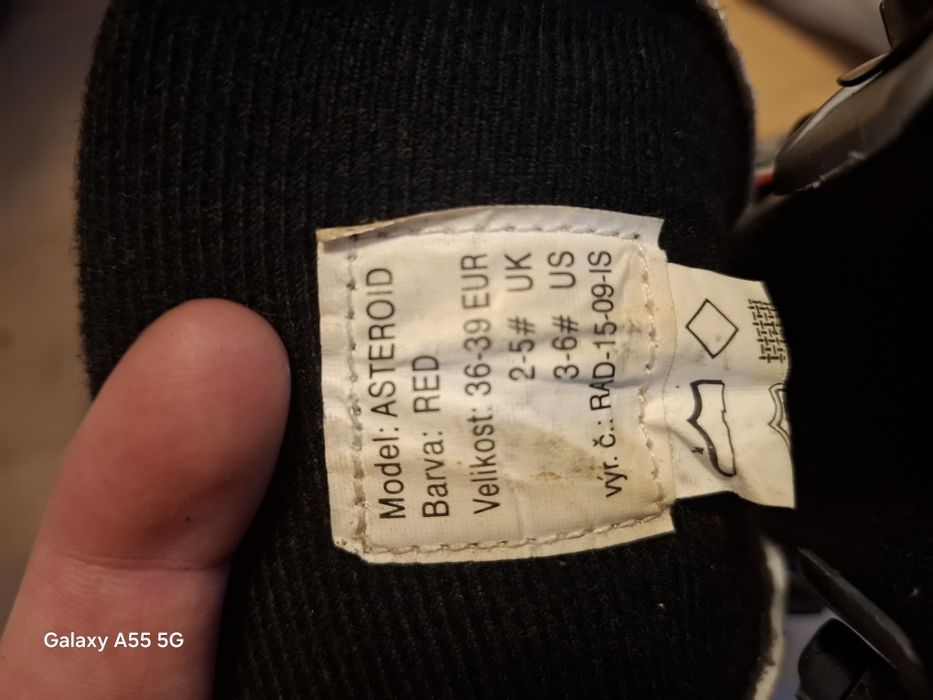 Model: ASTEROID
Barva: RED
Velikost: 36-39 EUR
2-5# UK
3-6# US
výr. č.: RAD-15-09-IS
Galaxy A55 5G